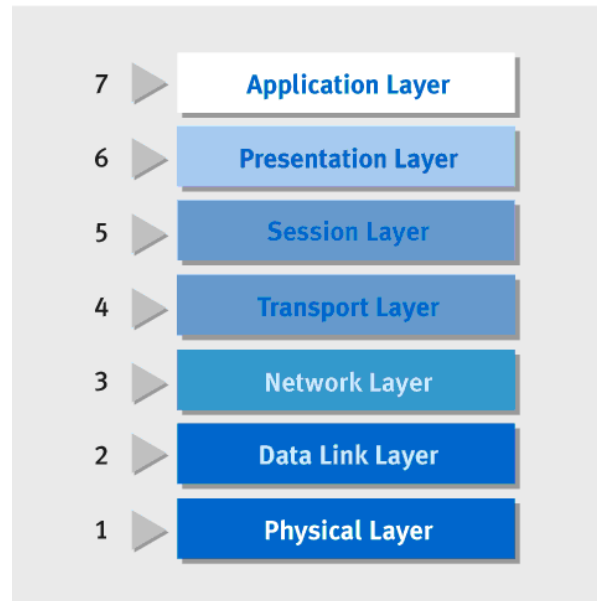 7 Application Layer
6 Presentation Layer
5 Session Layer
4 Transport Layer
3 Network Layer
2 Data Link Layer
1 Physical Layer